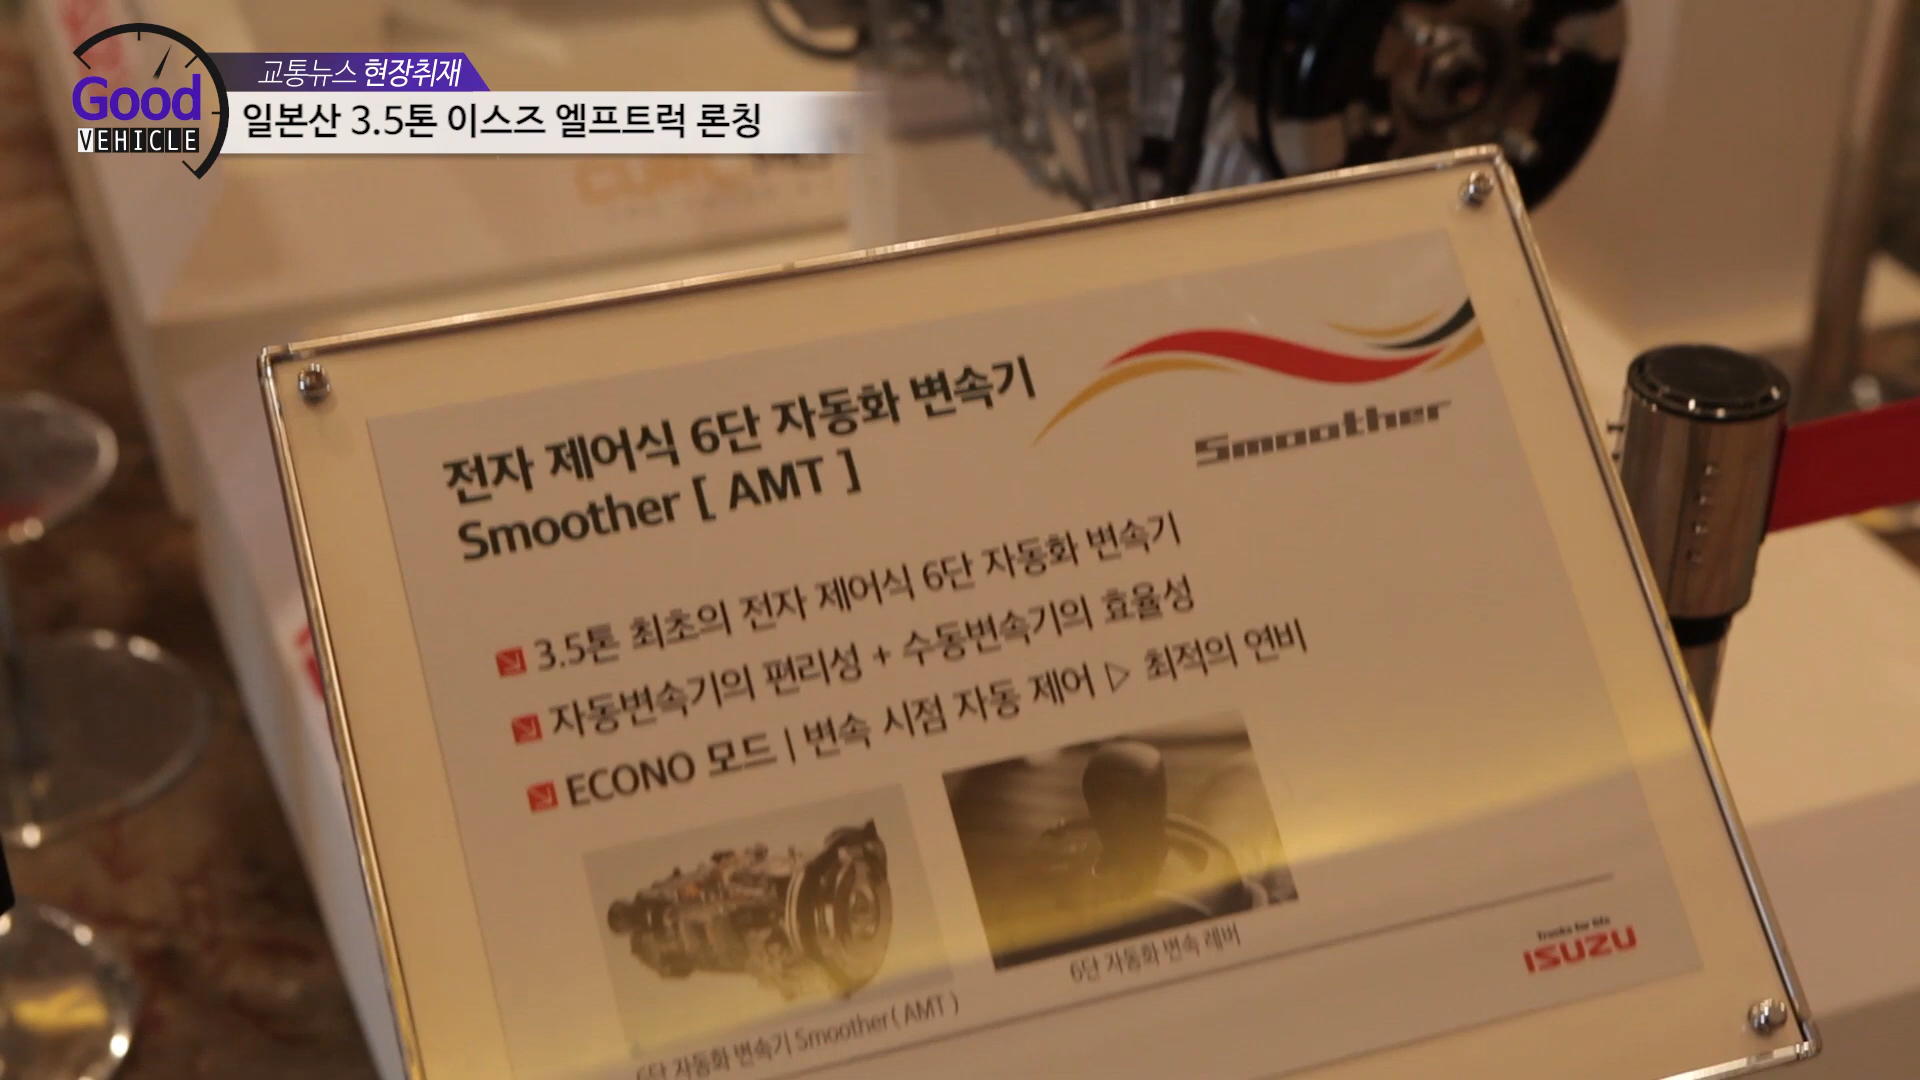 교통뉴스 현장취재
Good
VEHICLE
일본산 3.5톤 이스즈 엘프트럭 론칭
전자 제어식 6단 자동화 변속기
Smoother [ AMT ]
Smoother
3.5톤 최초의 전자 제어식 6단 자동화 변속기
자동변속기의 편리성 + 수동변속기의 효율성
ECONO 모드 | 변속 시점 자동 제어 ▷ 최적의 연비
6단 자동화 변속기 Smoother( AMT )
6단 자동화 변속 레버
Trucks for life
ISUZU